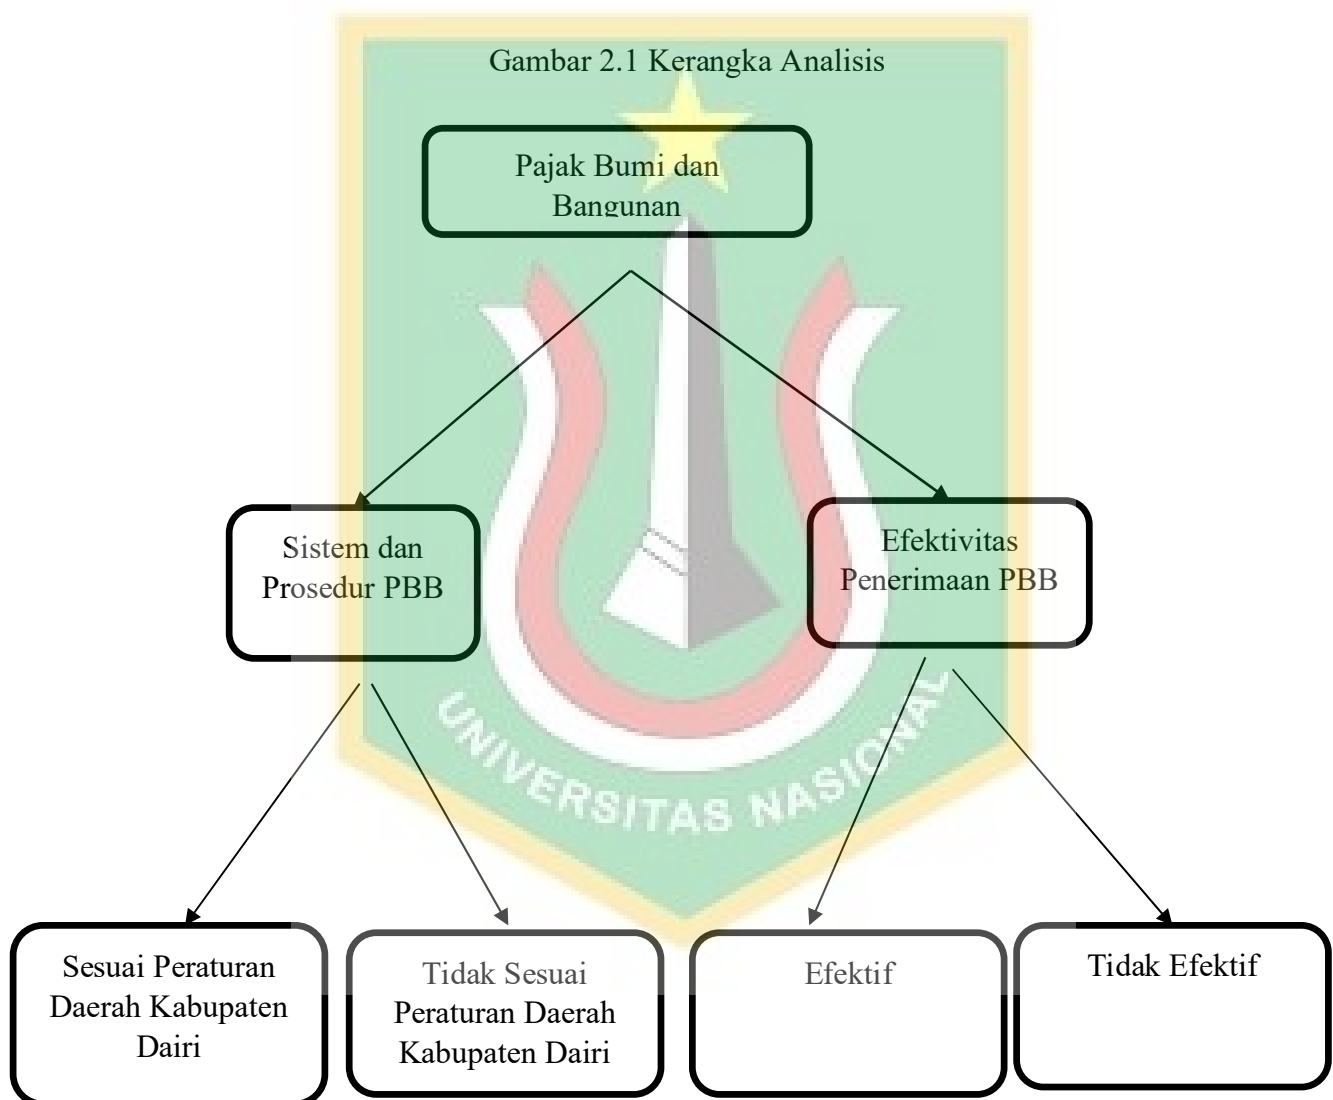 Gambar 2.1 Kerangka Analisis
Pajak Bumi dan
Bangunan
Sistem dan
Prosedur PBB
Efektivitas
Penerimaan PBB
UNIVERSITAS NASIONAL
Sesuai Peraturan
Daerah Kabupaten
Dairi
Tidak Sesuai
Peraturan Daerah
Kabupaten Dairi
Efektif
Tidak Efektif